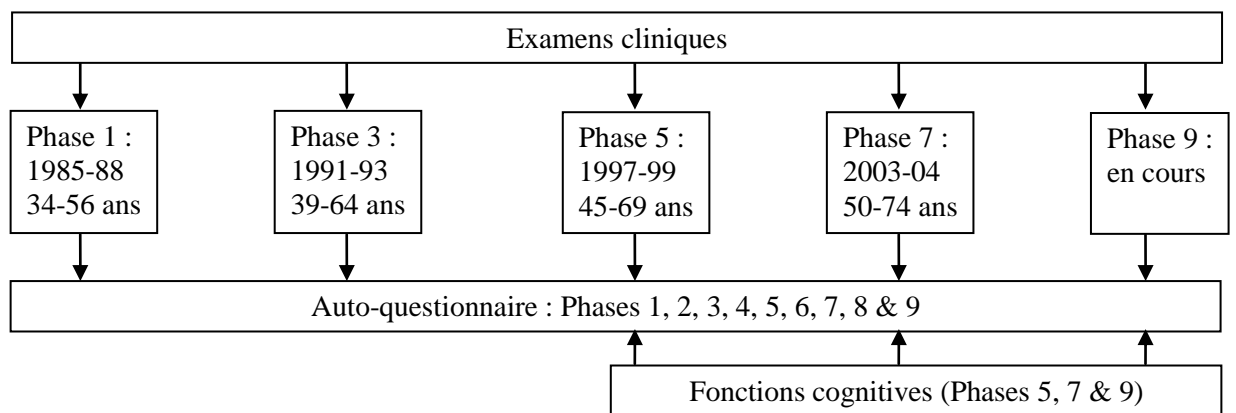 Examens cliniques
Phase 1 :
1985-88
34-56 ans
Phase 3 :
1991-93
39-64 ans
Phase 5 :
1997-99
45-69 ans
Phase 7 :
2003-04
50-74 ans
Phase 9 :
en cours
Auto-questionnaire : Phases 1, 2, 3, 4, 5, 6, 7, 8 & 9
Fonctions cognitives (Phases 5, 7 & 9)